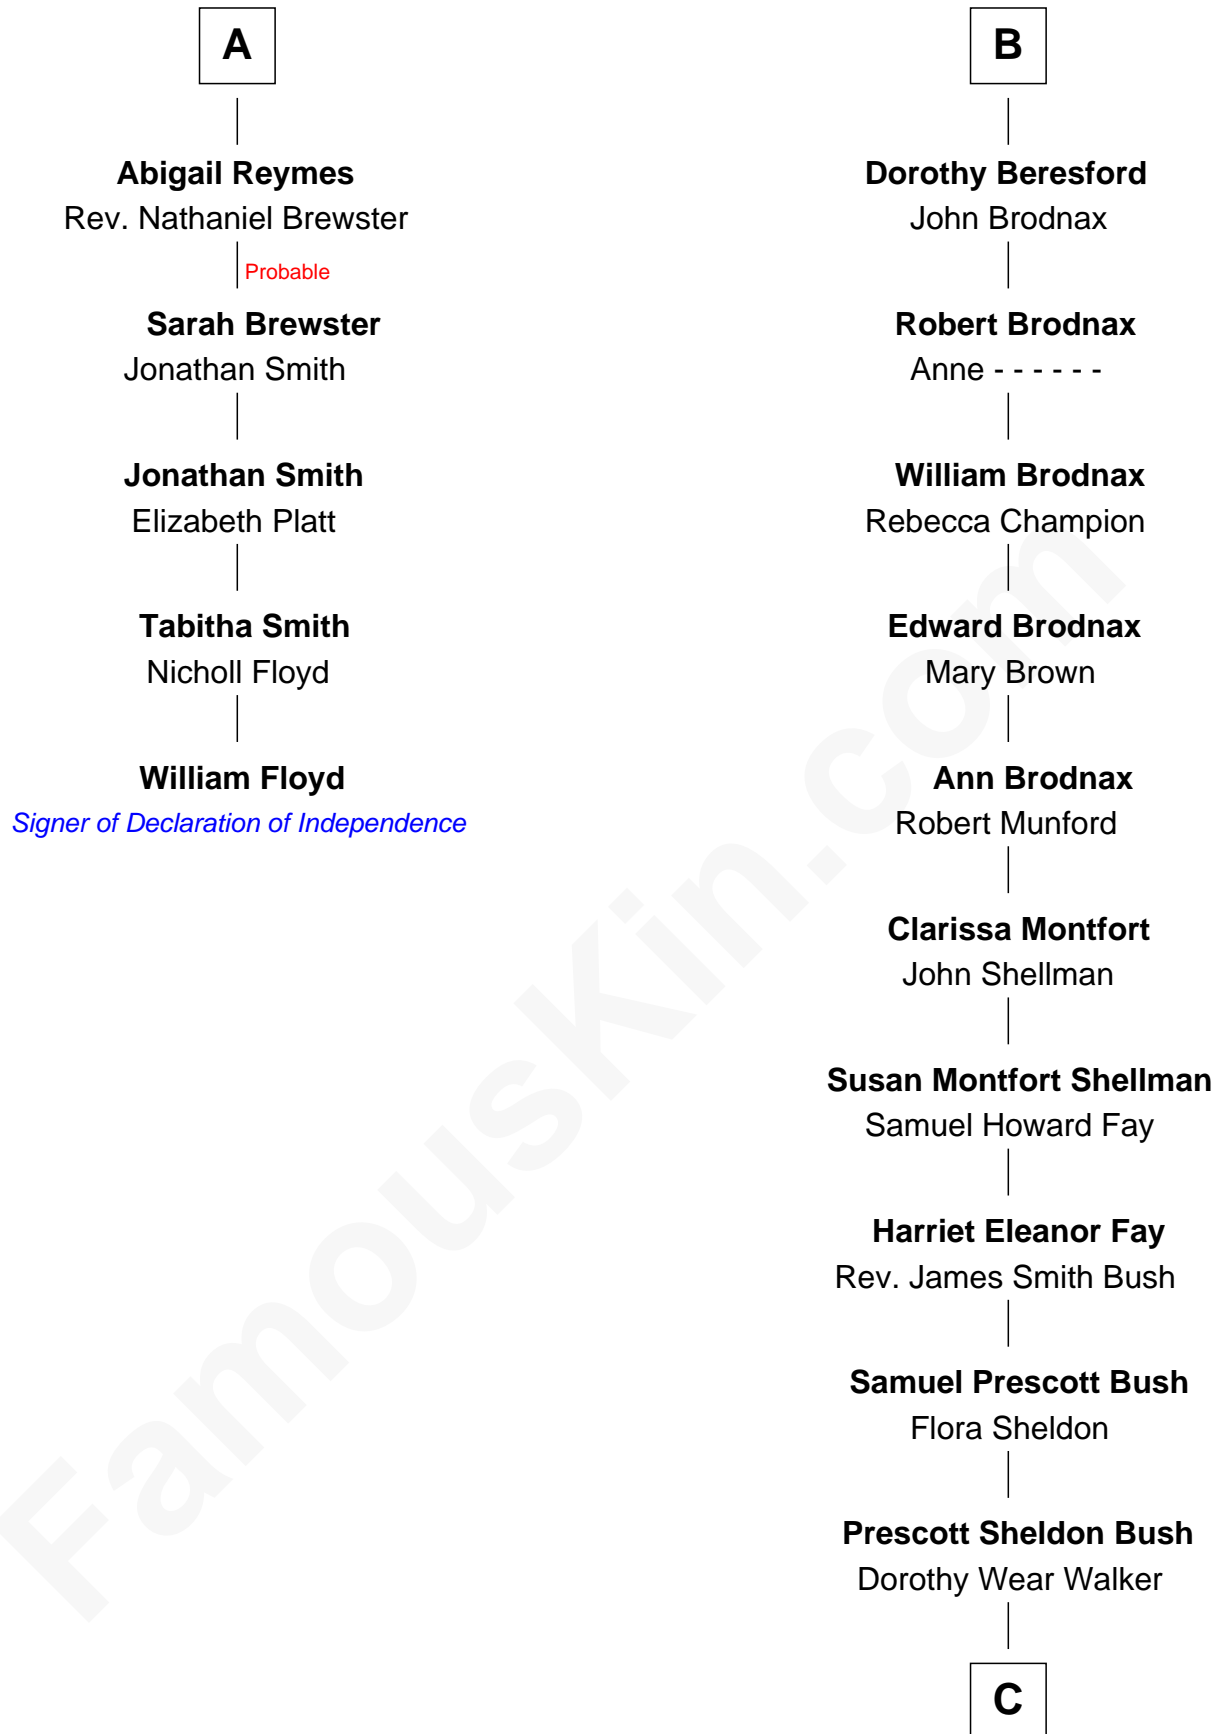 A
Abigail Reymes
Rev. Nathaniel Brewster
Probable
Sarah Brewster
Jonathan Smith
Jonathan Smith
Elizabeth Platt
Tabitha Smith
Nicholl Floyd
William Floyd
Signer of Declaration of Independence
B
Dorothy Beresford
John Brodnax
Robert Brodnax
Anne - - - - - -
William Brodnax
Rebecca Champion
Edward Brodnax
Mary Brown
Ann Brodnax
Robert Munford
Clarissa Montfort
John Shellman
Susan Montfort Shellman
Samuel Howard Fay
Harriet Eleanor Fay
Rev. James Smith Bush
Samuel Prescott Bush
Flora Sheldon
Prescott Sheldon Bush
Dorothy Wear Walker
C
FamousKin.com